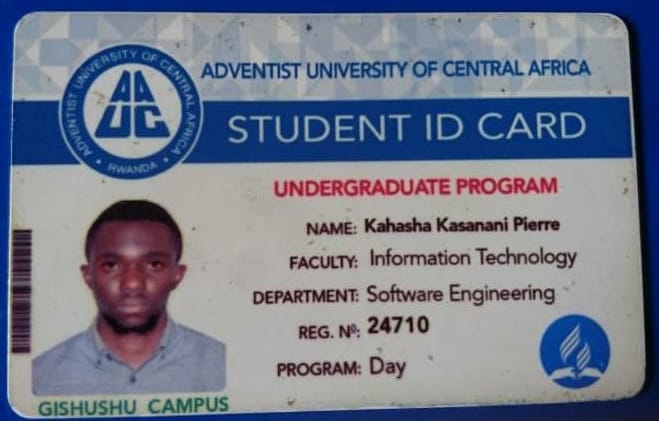 ADVENTIST UNIVERSITY OF CENTRAL AFRICA
ADVENTIST UNIVERSITY OF CENTRAL AFRICA
• RWANDA •
AAUC
STUDENT ID CARD
UNDERGRADUATE PROGRAM
NAME: Kahasha Kasanani Pierre
FACULTY: Information Technology
DEPARTMENT: Software Engineering
REG. Nº: 24710
PROGRAM: Day
GISHUSHU CAMPUS